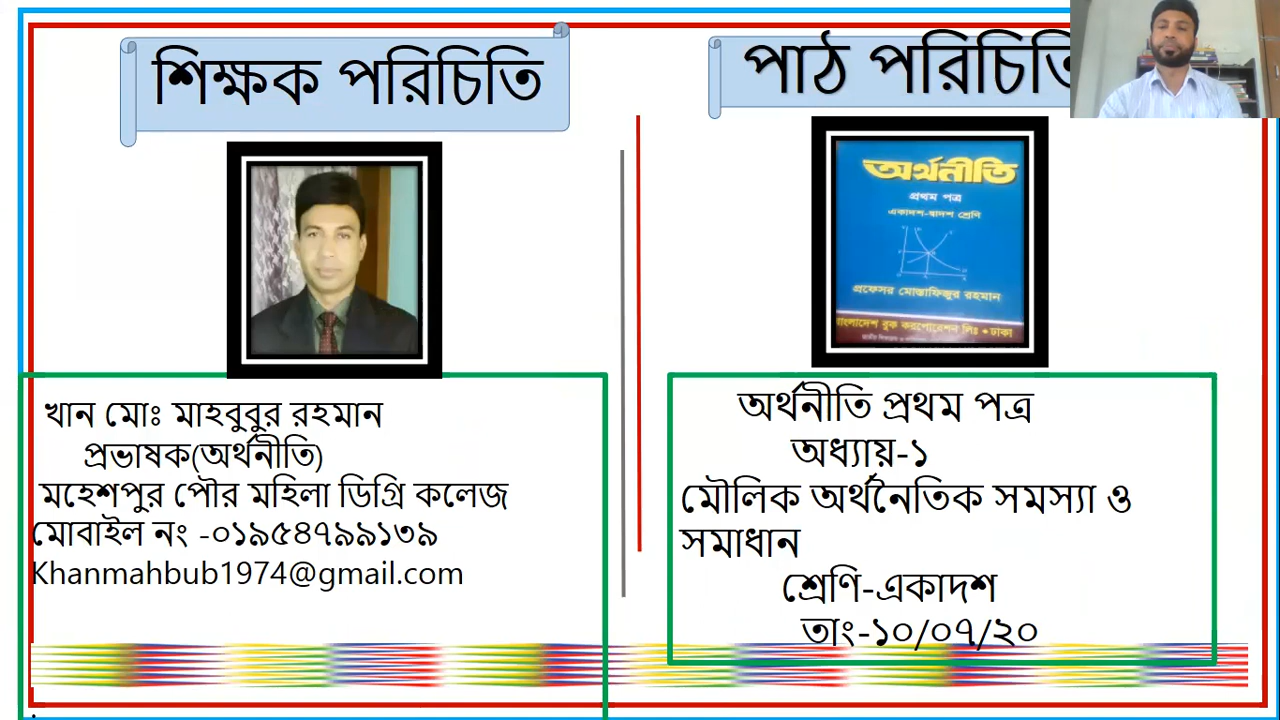 শিক্ষক পরিচিতি
খান মোঃ মাহবুবুর রহমান
প্রভাষক(অর্থনীতি)
মহেশপুর পৌর মহিলা ডিগ্রি কলেজ
মোবাইল নং -০১৯৫৪৭৯৯১৩৯
Khanmahbub1974@gmail.com
পাঠ পরিচিতি
অর্থনীতি
প্রথম পত্র
একাদশ-দ্বাদশ শ্রেণি
প্রফেসর মোস্তাফিজুর রহমান
বাংলাদেশ বুক করপোরেশন লিঃ • ঢাকা
অর্থনীতি প্রথম পত্র
অধ্যায়-১
মৌলিক অর্থনৈতিক সমস্যা ও
সমাধান
শ্রেণি-একাদশ
তাং-১০/০৭/২০